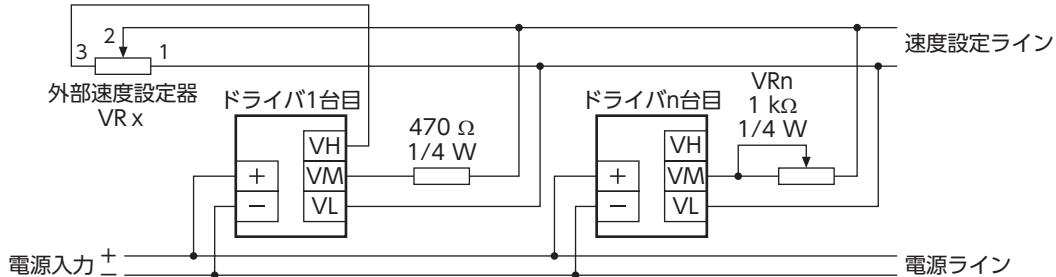 3
2
1
外部速度設定器
VR x
速度設定ライン
ドライバ1台目
VH
VM
VL
+
−
470 Ω
1/4 W
ドライバn台目
VH
VM
VL
+
−
VRn
1 kΩ
1/4 W
電源入力
+
−
電源ライン